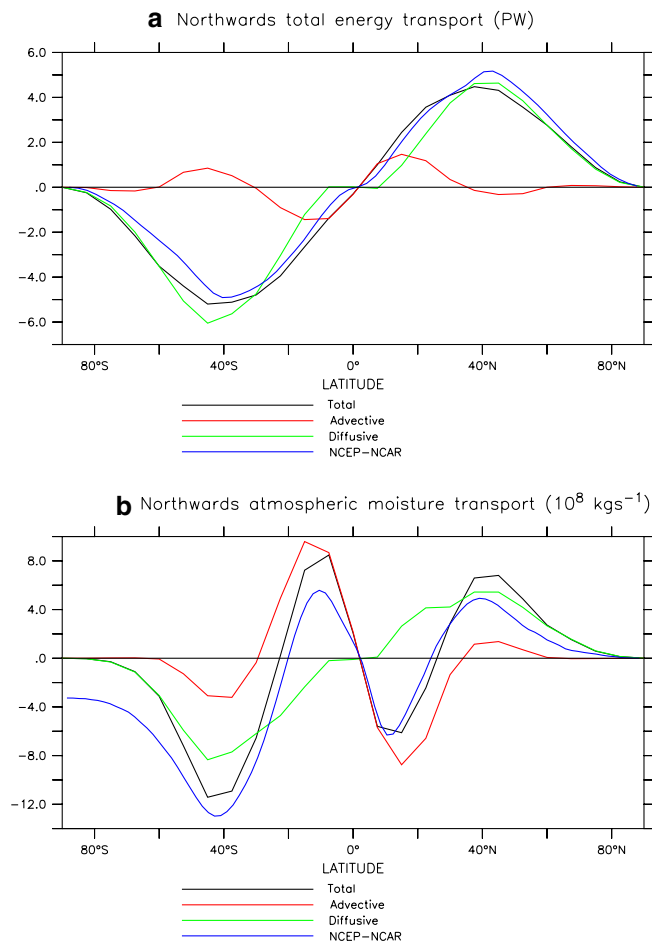 a Northwards total energy transport (PW)
6.0
4.0
2.0
.0
-2.0
-4.0
-6.0
80°S 40°S 0° 40°N 80°N
LATITUDE
Total
Advective
Diffusive
NCEP-NCAR
b Northwards atmospheric moisture transport (10⁸ kgs⁻¹)
8.0
4.0
.0
-4.0
-8.0
-12.0
80°S 40°S 0° 40°N 80°N
LATITUDE
Total
Advective
Diffusive
NCEP-NCAR